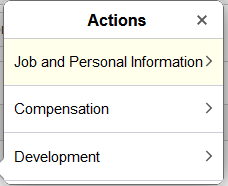 Actions
Job and Personal Information
Compensation
Development